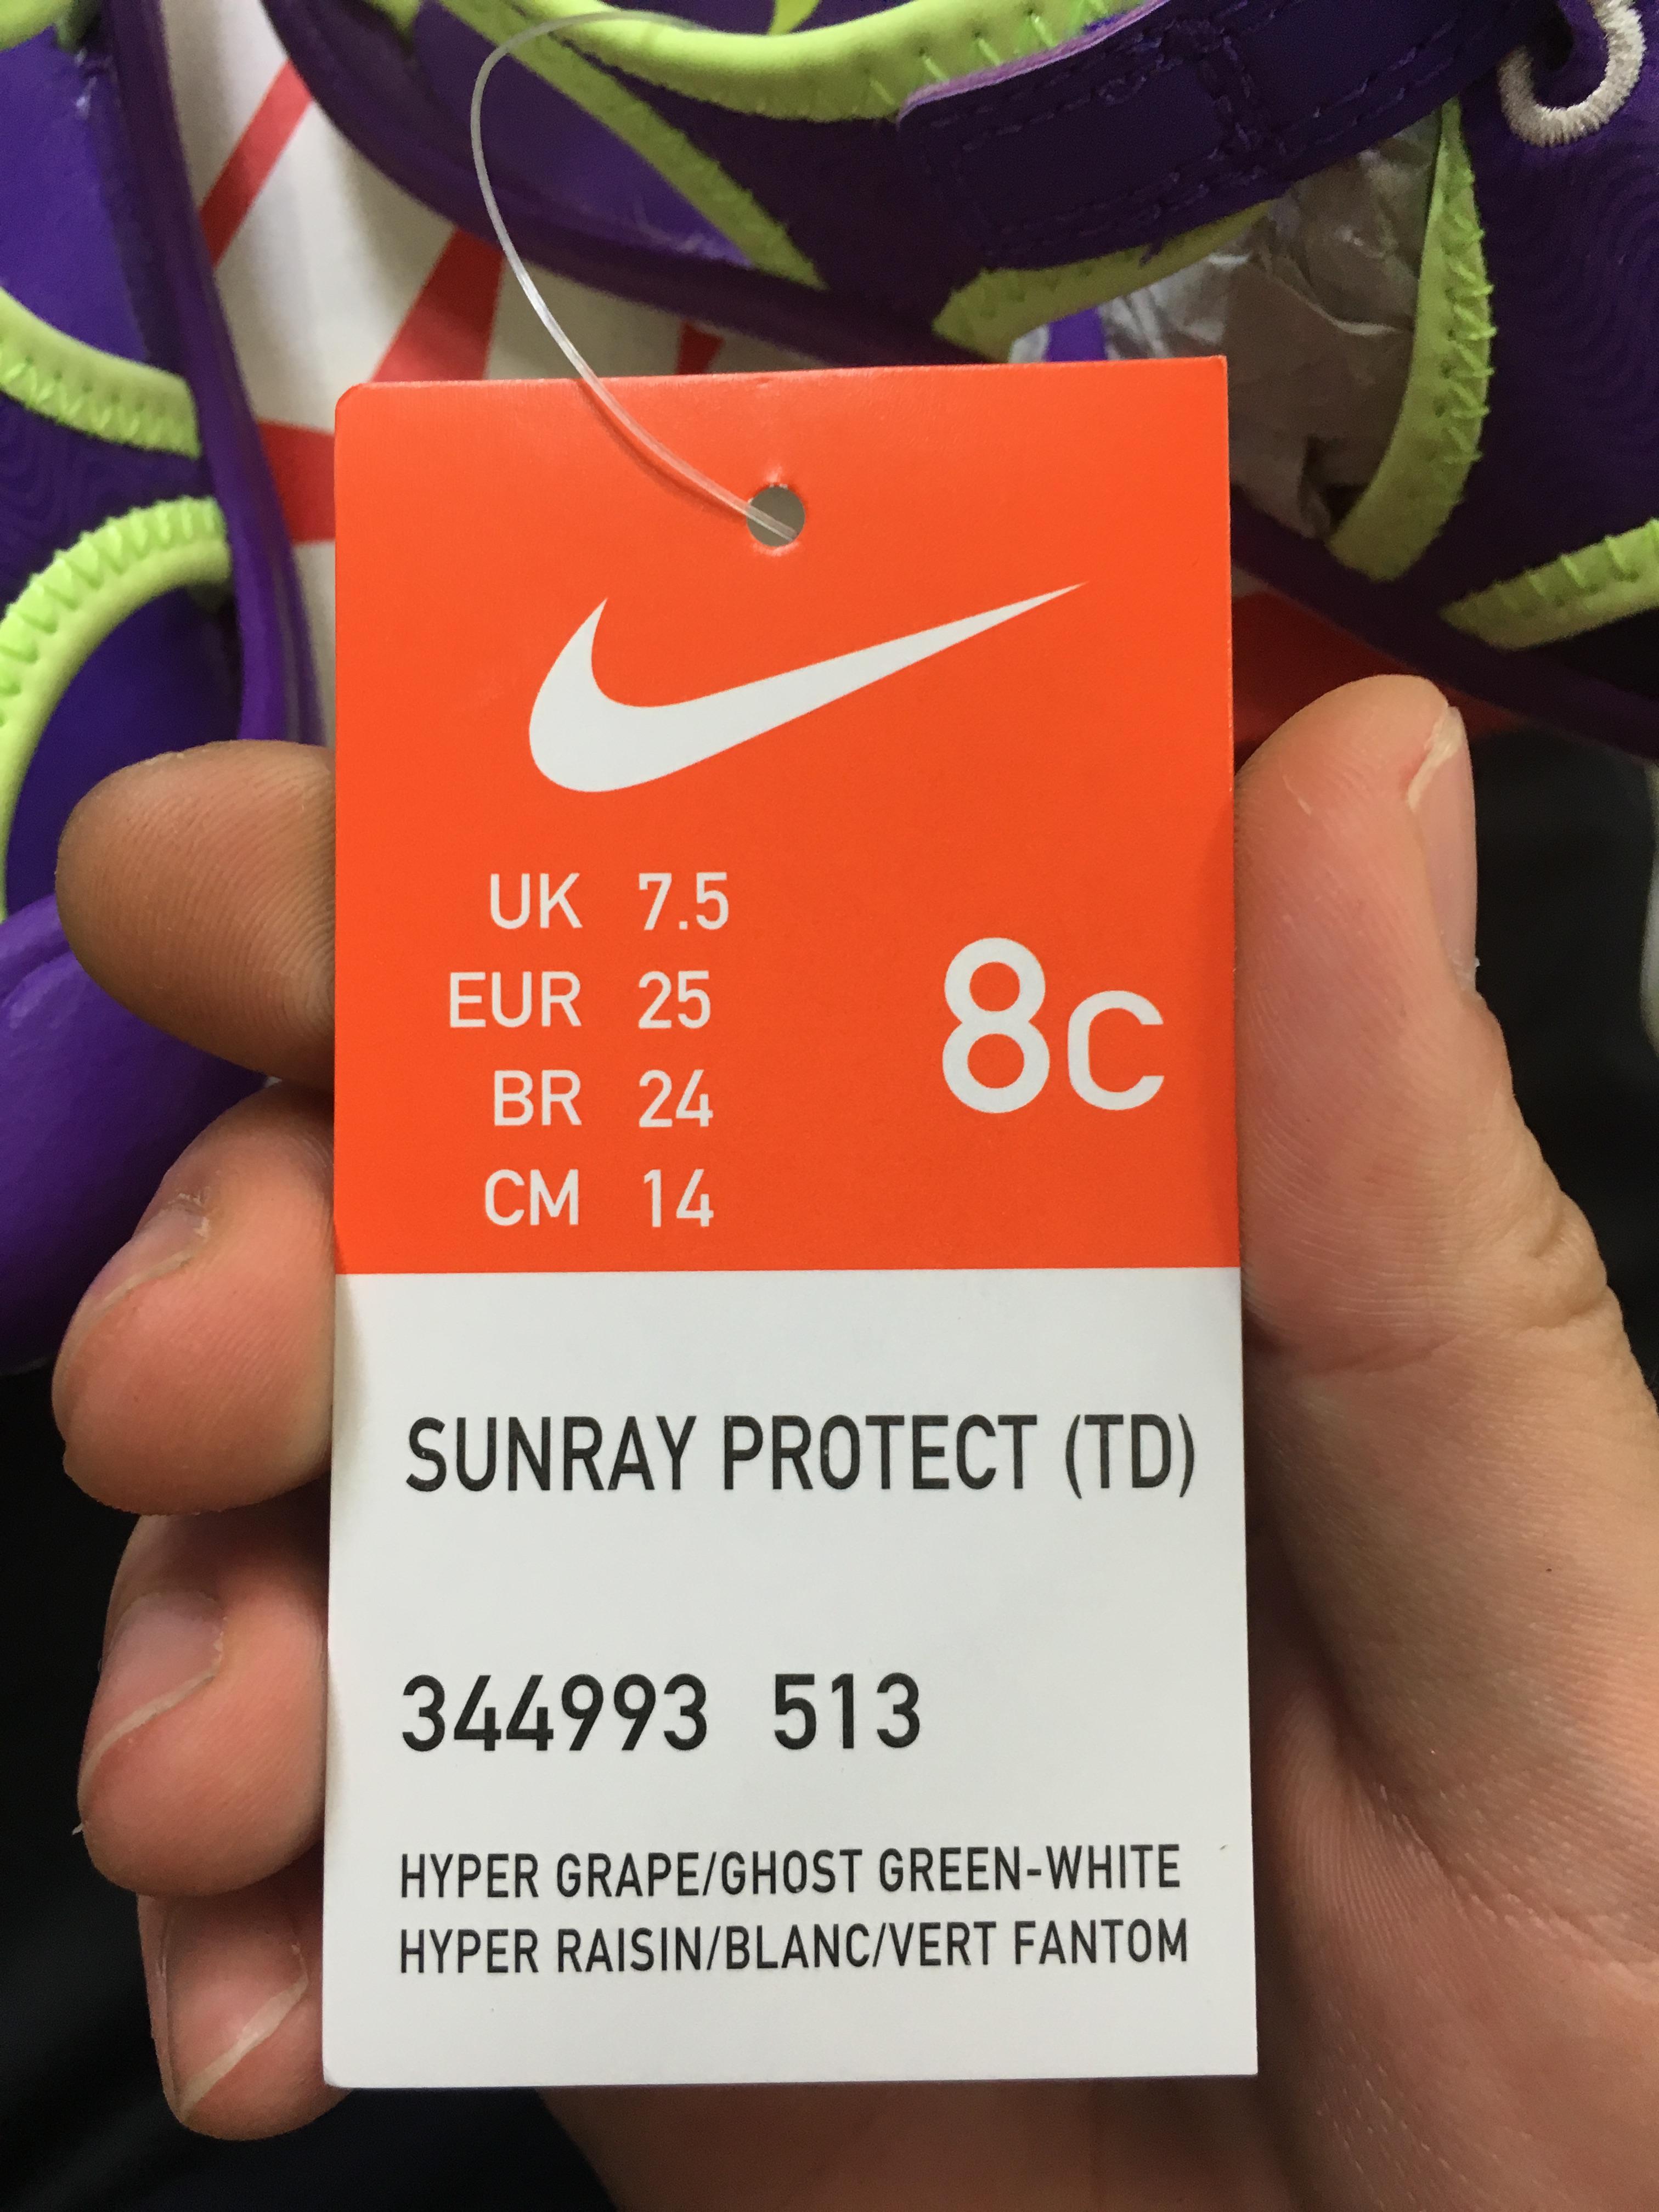 UK 7.5
EUR 25
BR 24
CM 14
8C
SUNRAY PROTECT (TD)
344993 513
HYPER GRAPE/GHOST GREEN-WHITE
HYPER RAISIN/BLANC/VERT FANTOM